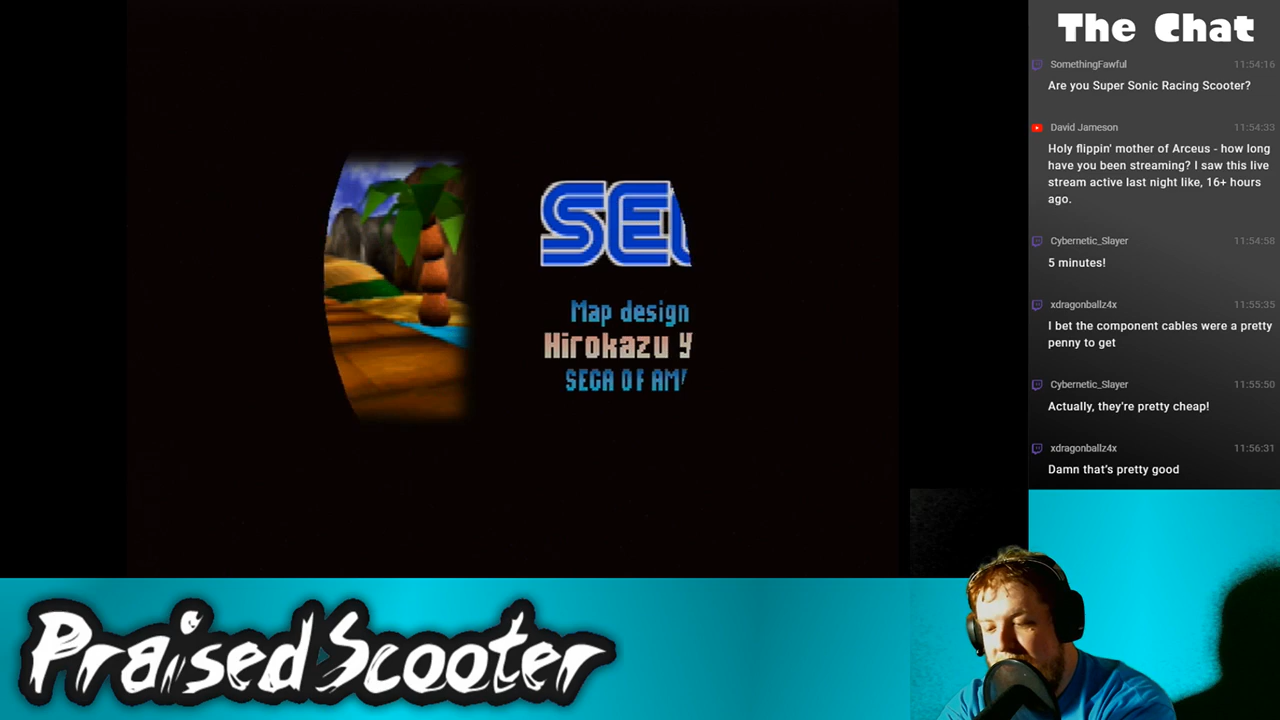 The Chat
SomethingFawful 11:54:16
Are you Super Sonic Racing Scooter?
David Jameson 11:54:33
Holy flippin' mother of Arceus - how long
have you been streaming? I saw this live
stream active last night like, 16+ hours
ago.
Cybernetic_Slayer 11:54:58
5 minutes!
xdragonballz4x 11:55:35
I bet the component cables were a pretty
penny to get
Cybernetic_Slayer 11:55:50
Actually, they're pretty cheap!
xdragonballz4x 11:56:31
Damn that's pretty good
SE
Map design
Hirokazu Y
SEGA OF AM
PraisedScooter